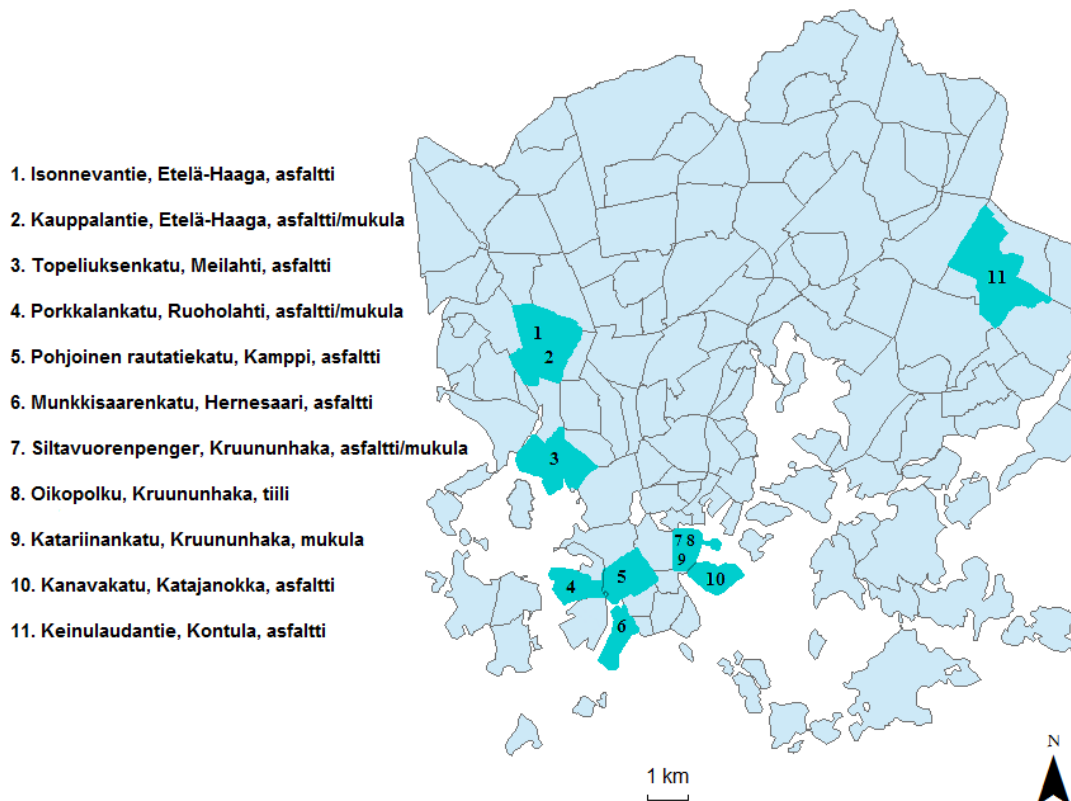 1. Isonnevantie, Etelä-Haaga, asfaltti
2. Kauppalantie, Etelä-Haaga, asfaltti/mukula
3. Topeliuksenkatu, Meilahti, asfaltti
4. Porkkalankatu, Ruoholahti, asfaltti/mukula
5. Pohjoinen rautatiekatu, Kamppi, asfaltti
6. Munkkisaarenkatu, Hernesaari, asfaltti
7. Siltavuorenpenger, Kruununhaka, asfaltti/mukula
8. Oikopolku, Kruununhaka, tiili
9. Katariinankatu, Kruununhaka, mukula
10. Kanavakatu, Katajanokka, asfaltti
11. Keinulaudantie, Kontula, asfaltti
11
1
2
3
7 8
9
4
5
10
6
1 km
N